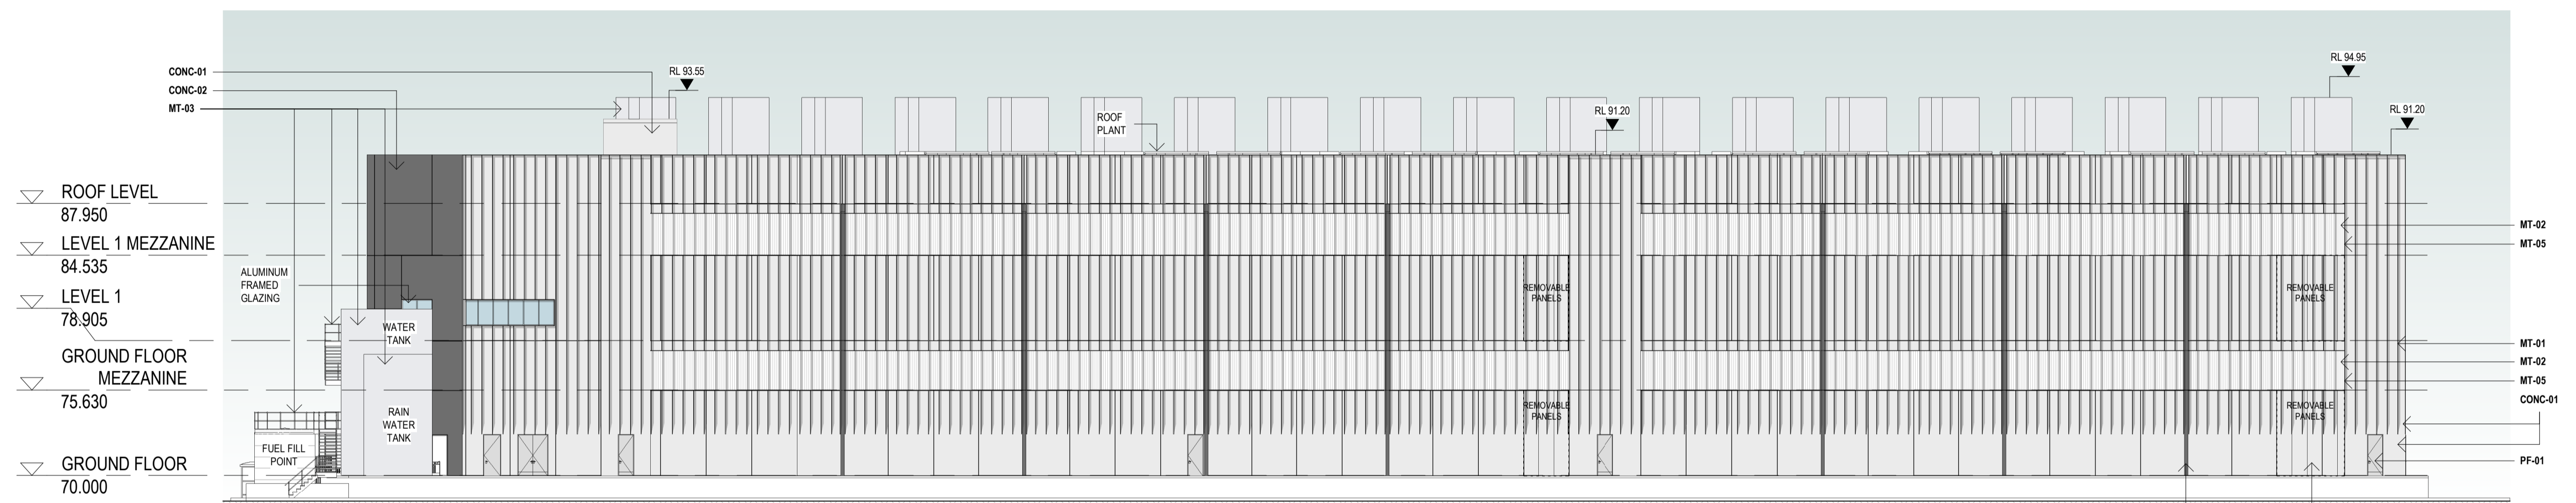 CONC-01
CONC-02
MT-03
RL 93.55
ROOF
PLANT
RL 91.20
RL 94.95
RL 91.20
ROOF LEVEL
87.950
LEVEL 1 MEZZANINE
84.535
LEVEL 1
78.905
GROUND FLOOR
MEZZANINE
75.630
GROUND FLOOR
70.000
ALUMINUM
FRAMED
GLAZING
WATER
TANK
RAIN
WATER
TANK
FUEL FILL
POINT
REMOVABLE
PANELS
REMOVABLE
PANELS
REMOVABLE
PANELS
REMOVABLE
PANELS
MT-02
MT-05
MT-01
MT-02
MT-05
CONC-01
PF-01